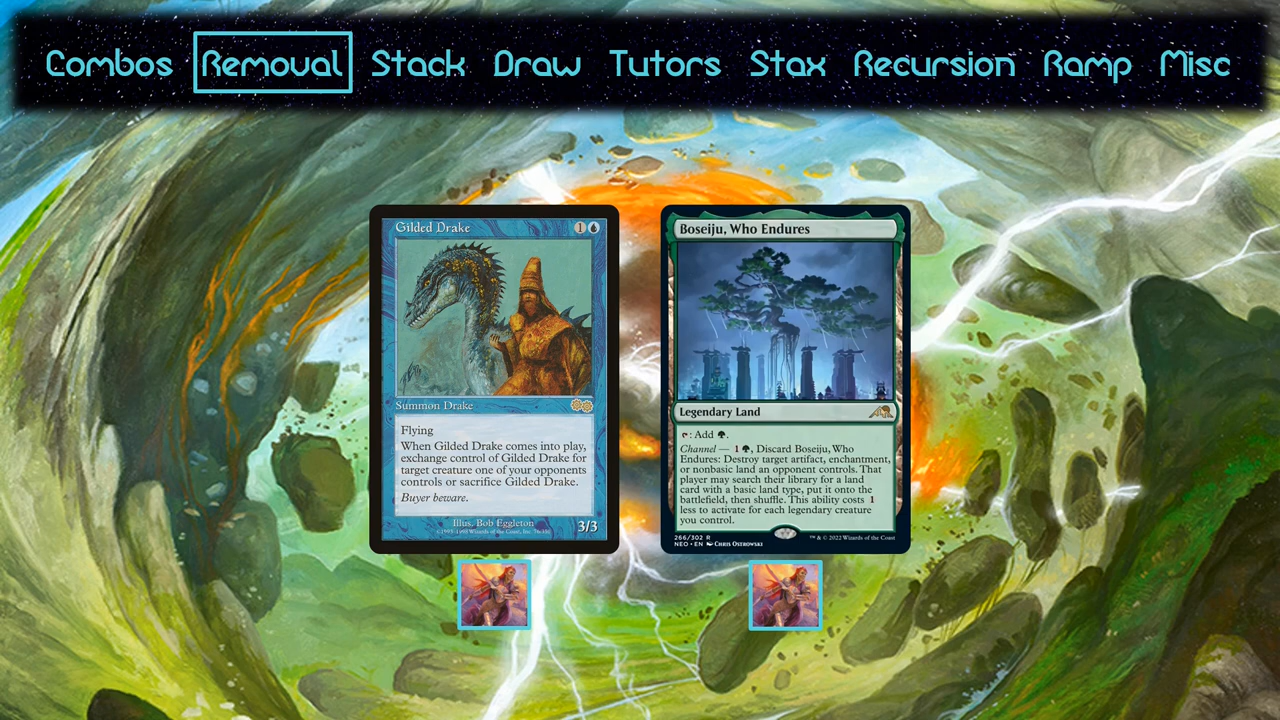 Combos Removal Stack Draw Tutors Stax Recursion Ramp Misc
Gilded Drake 1
Summon Drake
Flying
When Gilded Drake comes into play,
exchange control of Gilded Drake for
target creature one of your opponents
controls or sacrifice Gilded Drake.
Buyer beware.
Illus. Bob Eggleton
3/3
Boseiju, Who Endures
Legendary Land
: Add .
Channel — 1 , Discard Boseiju, Who
Endures: Destroy target artifact, enchantment,
or nonbasic land an opponent controls. That
player may search their library for a land
card with a basic land type, put it onto the
battlefield, then shuffle. This ability costs 1
less to activate for each legendary creature
you control.
266/302 R
NEO • EN Chris Ostrowski
™ & © 2022 Wizards of the Coast